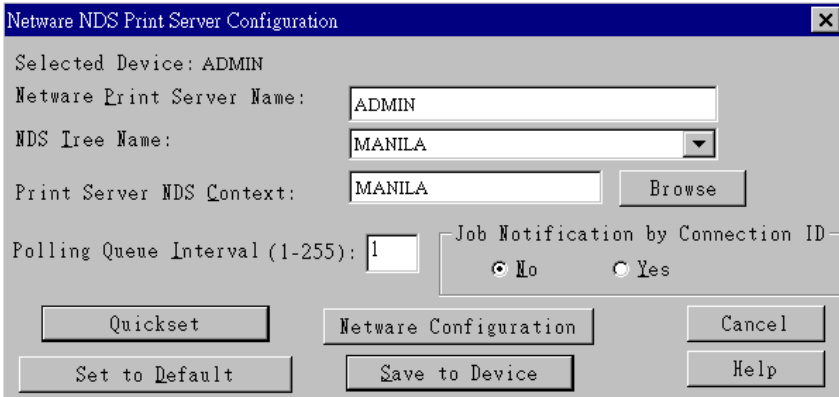 Netware NDS Print Server Configuration
Selected Device: ADMIN
Netware Print Server Name: ADMIN
NDS Tree Name: MANILA
Print Server NDS Context: MANILA Browse
Polling Queue Interval (1-255): 1
Job Notification by Connection ID
No Yes
Quickset Netware Configuration Cancel
Set to Default Save to Device Help